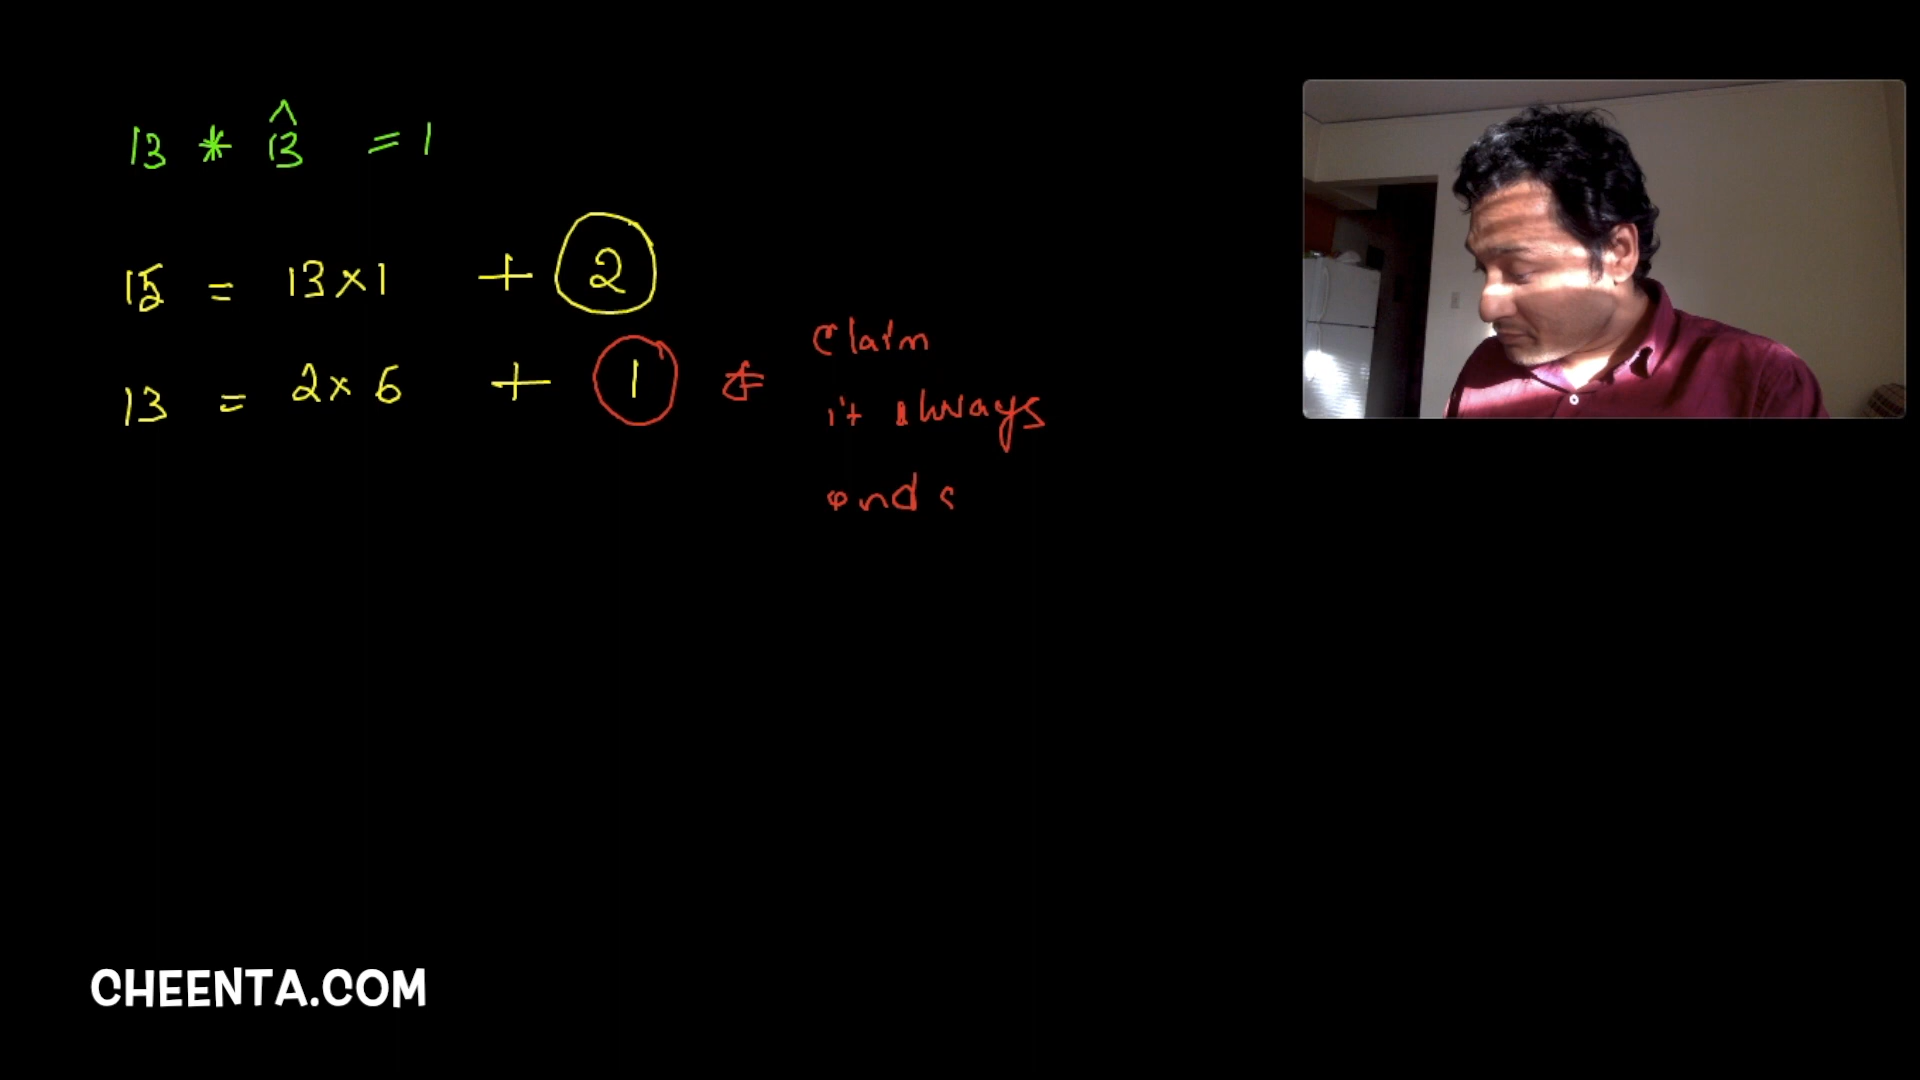 13 * 13̂ = 1
15 = 13 × 1 + 2
13 = 2 × 6 + 1 ⇐
Claim
it always
ends
CHEENTA.COM